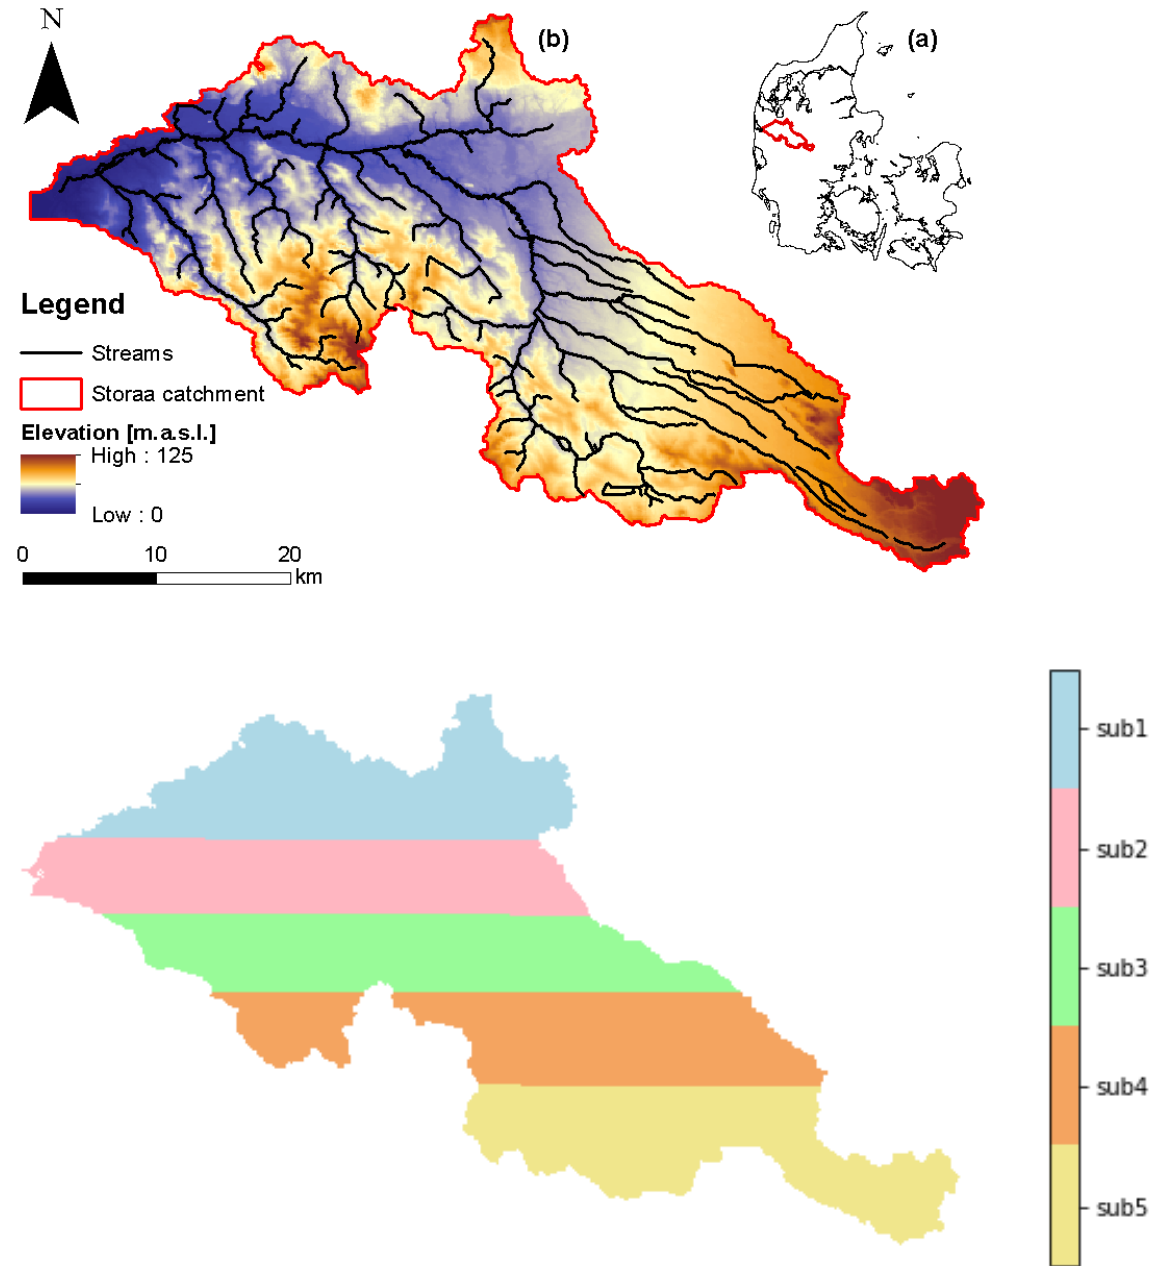 N
(b)
(a)
Legend
Streams
Storaa catchment
Elevation [m.a.s.l.]
High : 125
Low : 0
0 10 20
km
sub1
sub2
sub3
sub4
sub5